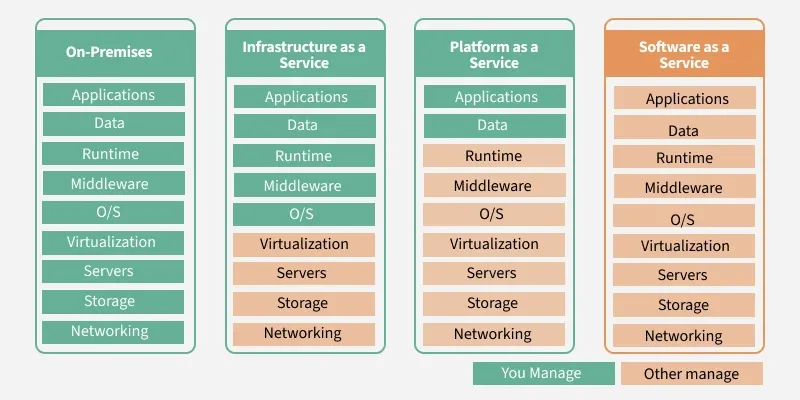 On-Premises
Applications
Data
Runtime
Middleware
O/S
Virtualization
Servers
Storage
Networking
Infrastructure as a
Service
Applications
Data
Runtime
Middleware
O/S
Virtualization
Servers
Storage
Networking
Platform as a
Service
Applications
Data
Runtime
Middleware
O/S
Virtualization
Servers
Storage
Networking
Software as a
Service
Applications
Data
Runtime
Middleware
O/S
Virtualization
Servers
Storage
Networking
You Manage
Other manage